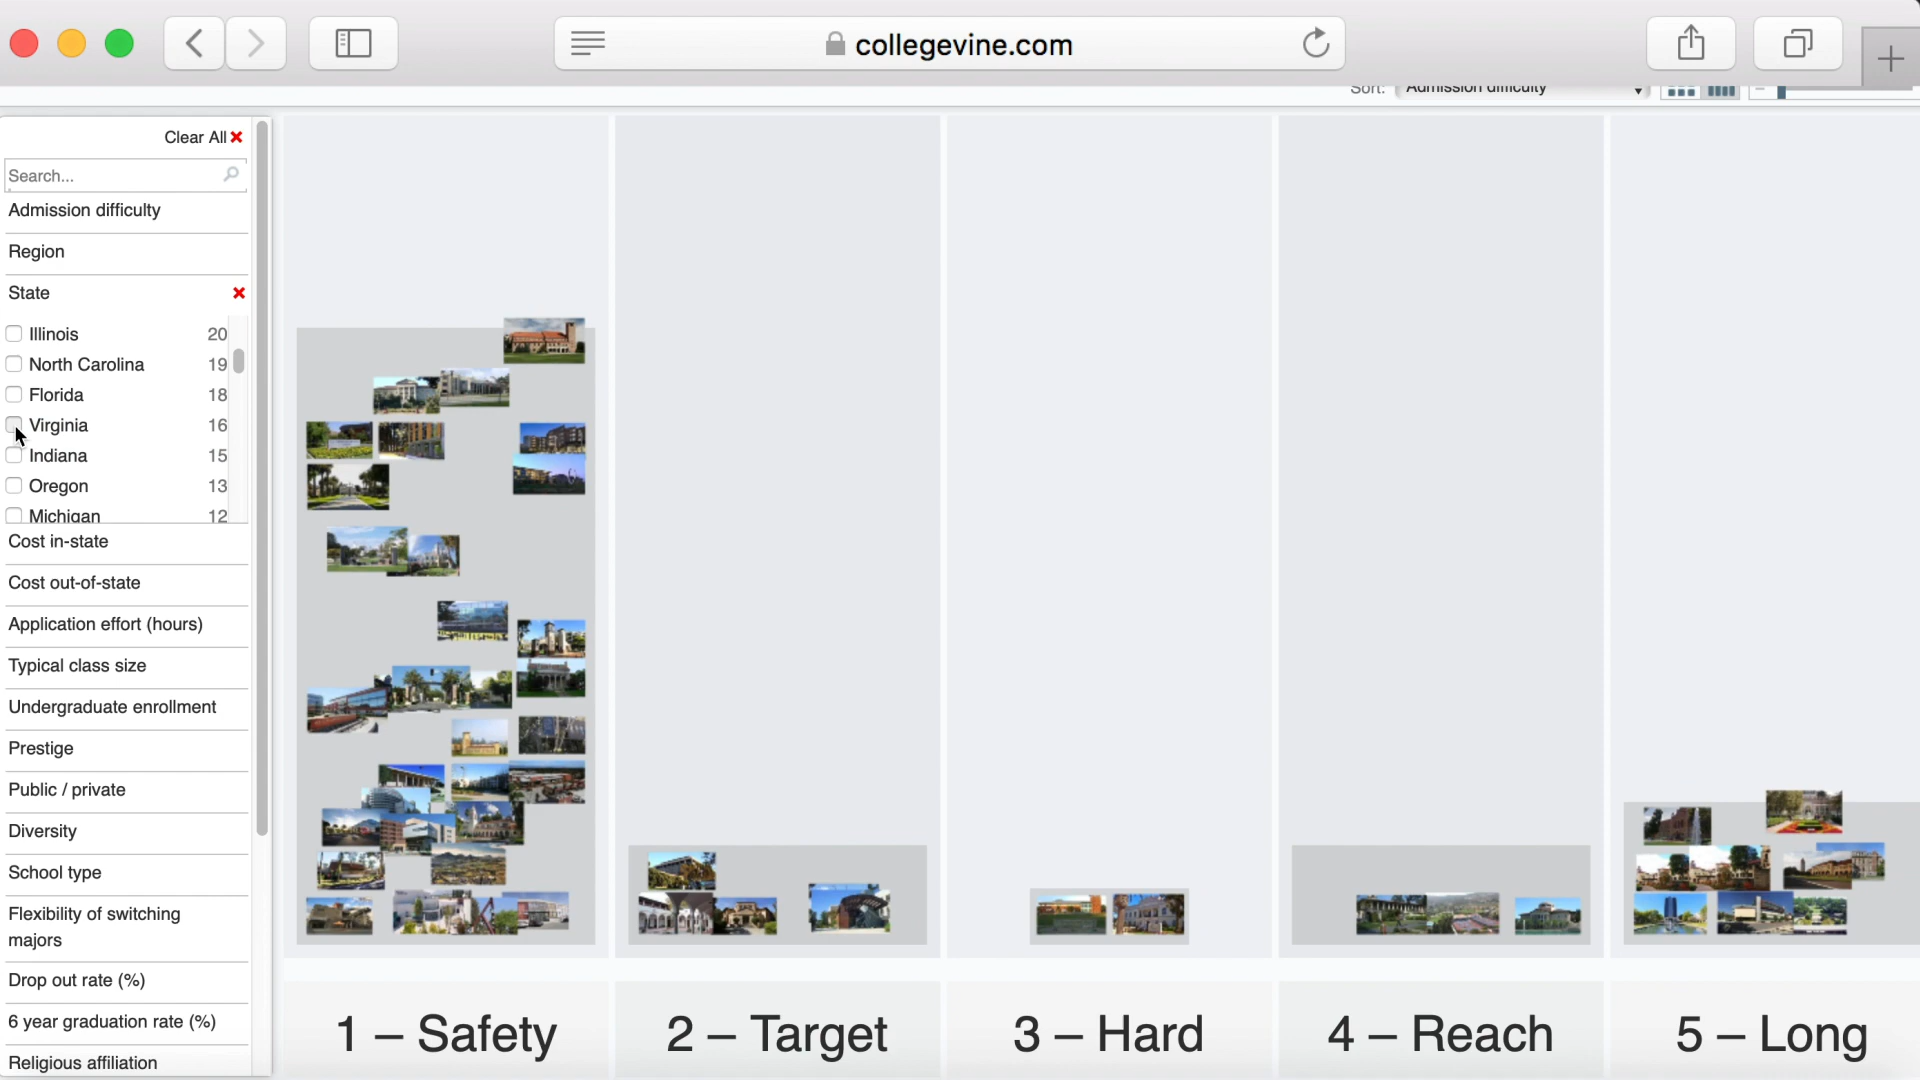 collegevine.com
Sort: Admission difficulty
Clear All
Search...
Admission difficulty
Region
State
Illinois 20
North Carolina 19
Florida 18
Virginia 16
Indiana 15
Oregon 13
Michigan 12
Cost in-state
Cost out-of-state
Application effort (hours)
Typical class size
Undergraduate enrollment
Prestige
Public / private
Diversity
School type
Flexibility of switching
majors
Drop out rate (%)
6 year graduation rate (%)
Religious affiliation
1 – Safety
2 – Target
3 – Hard
4 – Reach
5 – Long